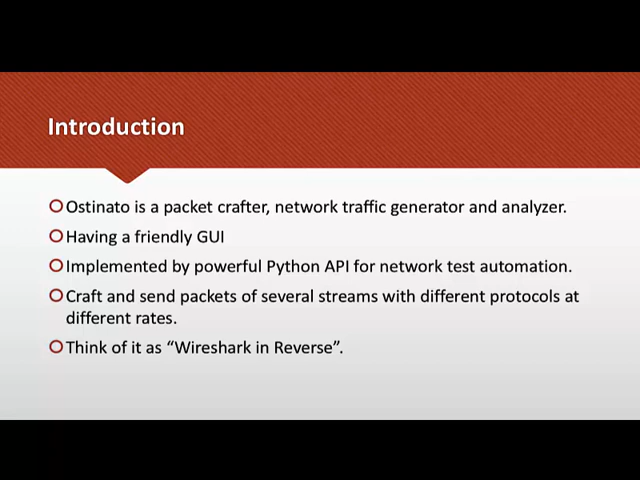 Introduction
Ostinato is a packet crafter, network traffic generator and analyzer.
Having a friendly GUI
Implemented by powerful Python API for network test automation.
Craft and send packets of several streams with different protocols at
different rates.
Think of it as “Wireshark in Reverse”.